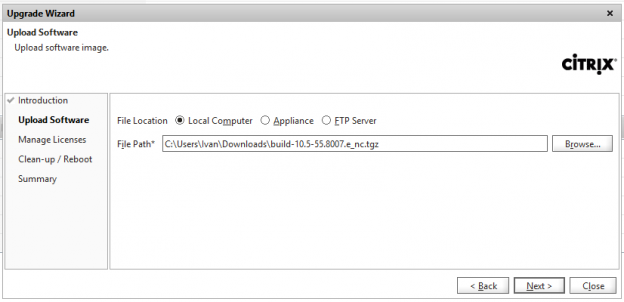 Upgrade Wizard ×
Upload Software
Upload software image.
CİTRIX
Introduction
Upload Software
Manage Licenses
Clean-up / Reboot
Summary
File Location Local Computer Appliance FTP Server
File Path* C:\Users\Ivan\Downloads\build-10.5-55.8007.e_nc.tgz Browse...
< Back Next > Close